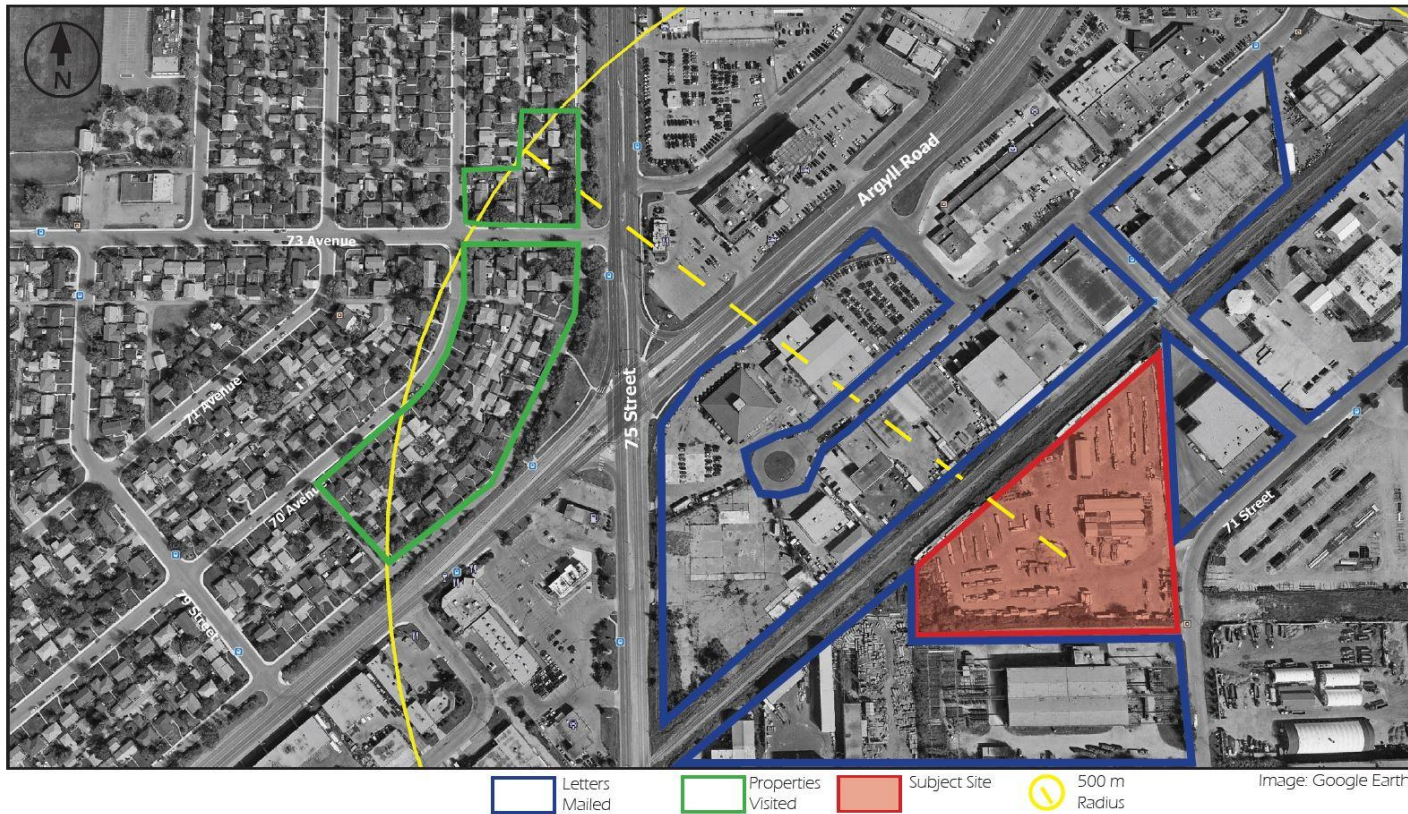 N
Argyll Road
73 Avenue
71 Avenue
75 Street
70 Avenue
71 Street
79 Street
Letters
Mailed
Properties
Visited
Subject Site
500 m
Radius
Image: Google Earth